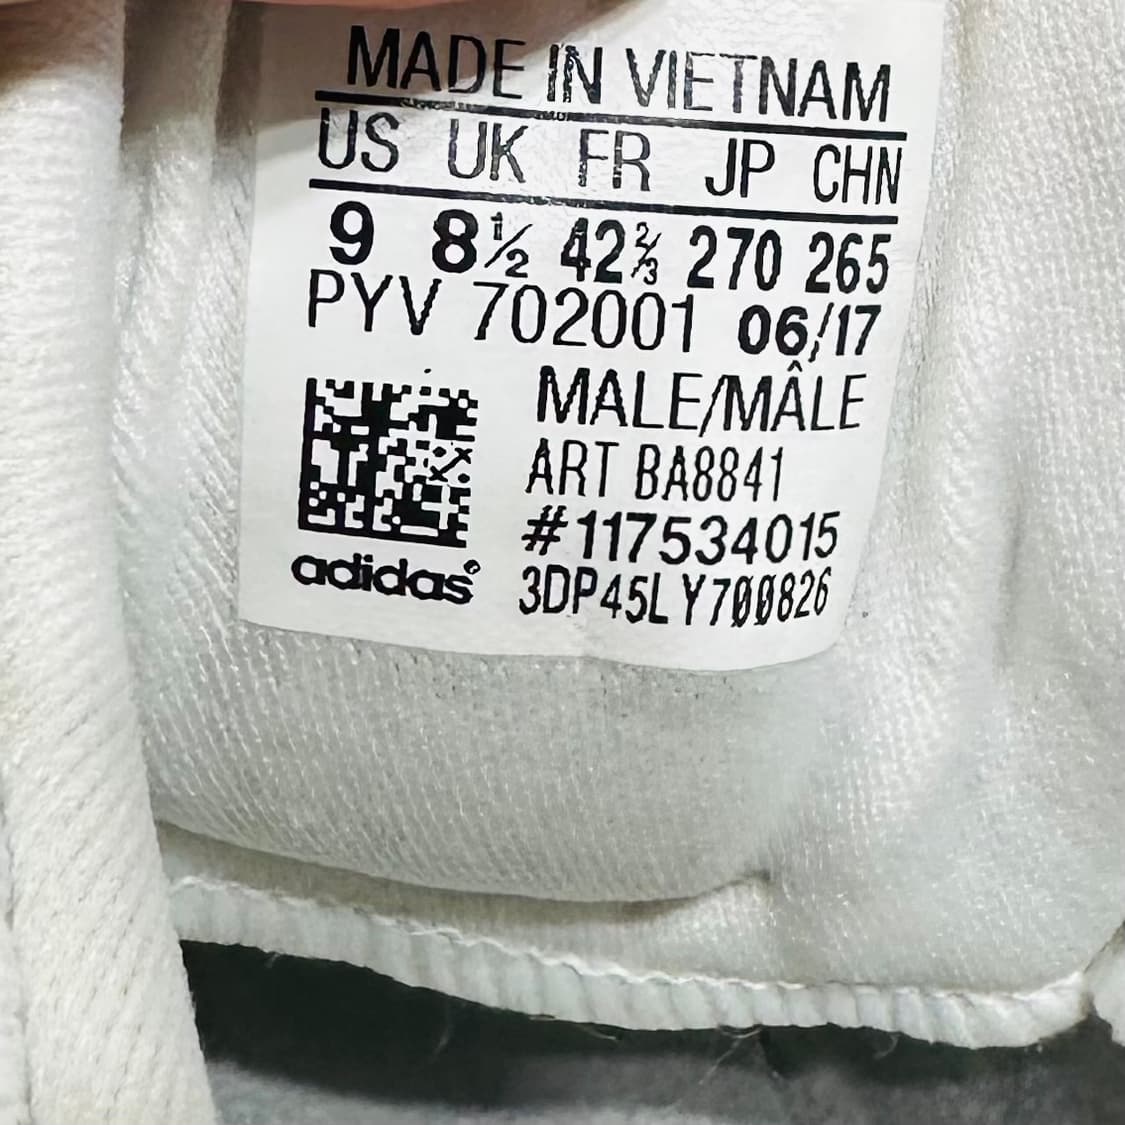 MADE IN VIETNAM
US UK FR JP CHN
9 8½ 42⅔ 270 265
PYV 702001 06/17
MALE/MÂLE
ART BA8841
#117534015
adidas® 3DP45LY700826